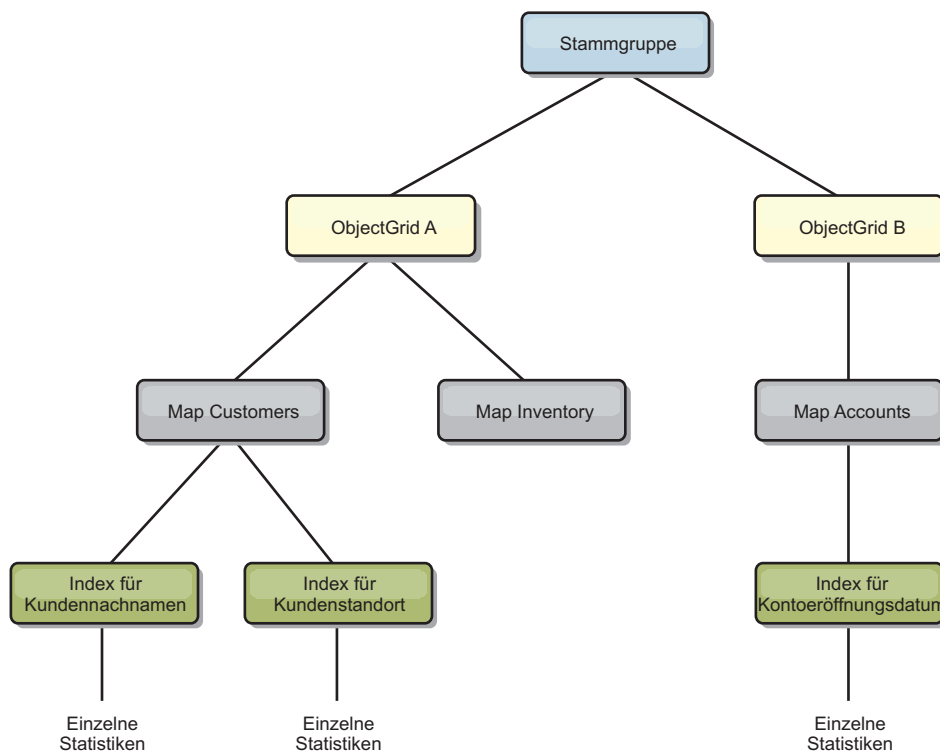 Stammgruppe
ObjectGrid A
ObjectGrid B
Map Customers
Map Inventory
Map Accounts
Index für
Kundennachnamen
Index für
Kundenstandort
Index für
Kontoeröffnungsdatum
Einzelne
Statistiken
Einzelne
Statistiken
Einzelne
Statistiken